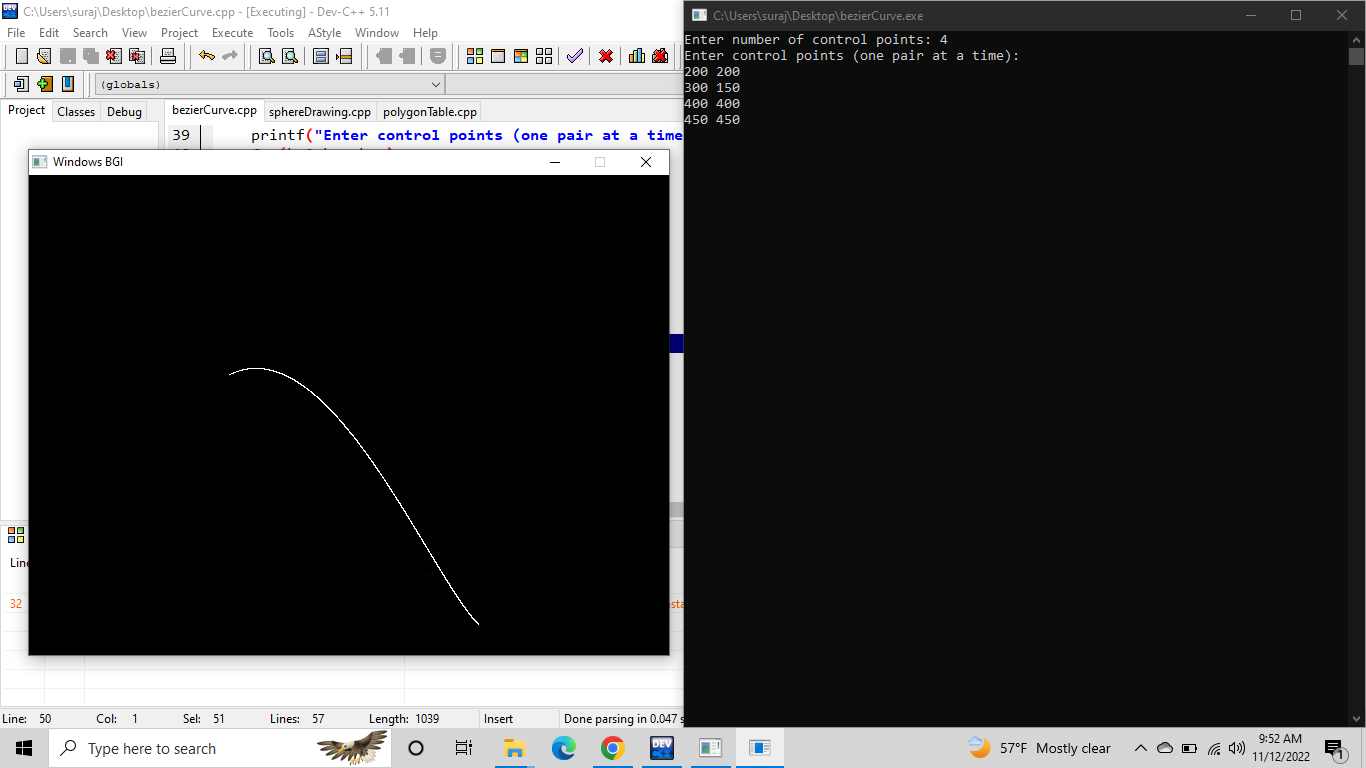 C:\Users\suraj\Desktop\bezierCurve.cpp - [Executing] - Dev-C++ 5.11
File Edit Search View Project Execute Tools AStyle Window Help
(globals)
Project Classes Debug
bezierCurve.cpp sphereDrawing.cpp polygonTable.cpp
39 printf("Enter control points (one pair at a time
Windows BGI
Line
32
Line: 50 Col: 1 Sel: 51 Lines: 57 Length: 1039 Insert Done parsing in 0.047 s
C:\Users\suraj\Desktop\bezierCurve.exe
Enter number of control points: 4
Enter control points (one pair at a time):
200 200
300 150
400 400
450 450
Type here to search
DEV
57°F Mostly clear
9:52 AM
11/12/2022
1